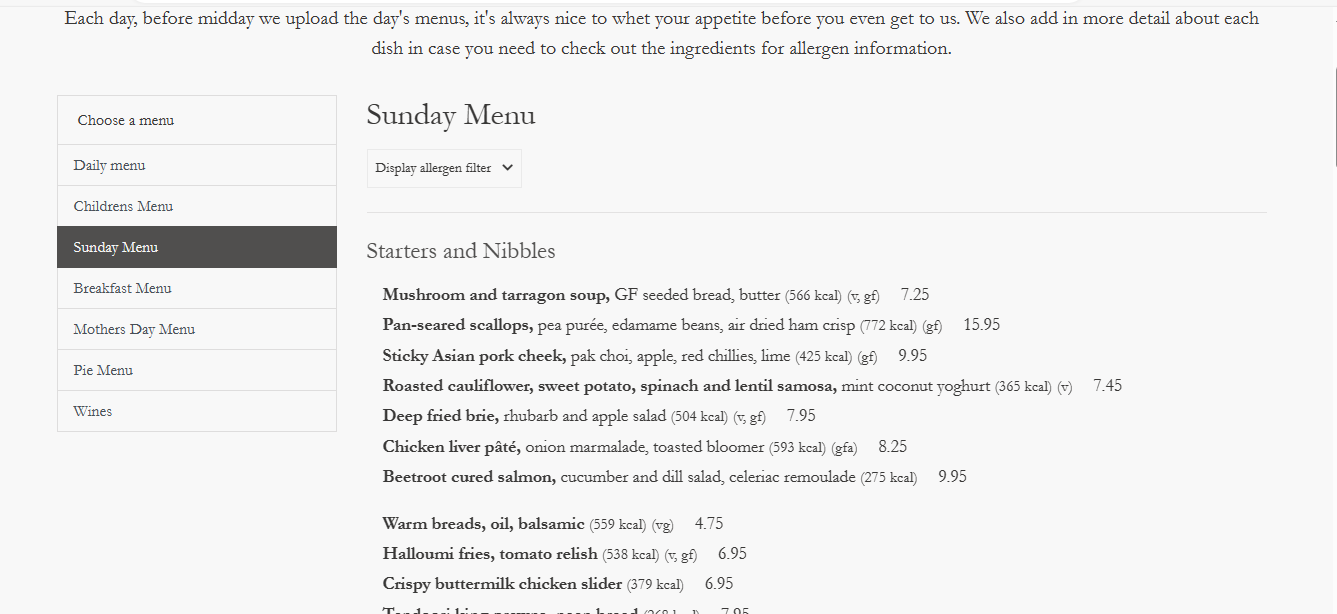 Each day, before midday we upload the day's menus, it's always nice to whet your appetite before you even get to us. We also add in more detail about each
dish in case you need to check out the ingredients for allergen information.
Choose a menu
Daily menu
Childrens Menu
Sunday Menu
Breakfast Menu
Mothers Day Menu
Pie Menu
Wines
Sunday Menu
Display allergen filter
Starters and Nibbles
Mushroom and tarragon soup, GF seeded bread, butter (566 kcal) (v, gf) 7.25
Pan-seared scallops, pea purée, edamame beans, air dried ham crisp (772 kcal) (gf) 15.95
Sticky Asian pork cheek, pak choi, apple, red chillies, lime (425 kcal) (gf) 9.95
Roasted cauliflower, sweet potato, spinach and lentil samosa, mint coconut yoghurt (365 kcal) (v) 7.45
Deep fried brie, rhubarb and apple salad (504 kcal) (v, gf) 7.95
Chicken liver pâté, onion marmalade, toasted bloomer (593 kcal) (gfa) 8.25
Beetroot cured salmon, cucumber and dill salad, celeriac remoulade (275 kcal) 9.95
Warm breads, oil, balsamic (559 kcal) (vg) 4.75
Halloumi fries, tomato relish (538 kcal) (v, gf) 6.95
Crispy buttermilk chicken slider (379 kcal) 6.95